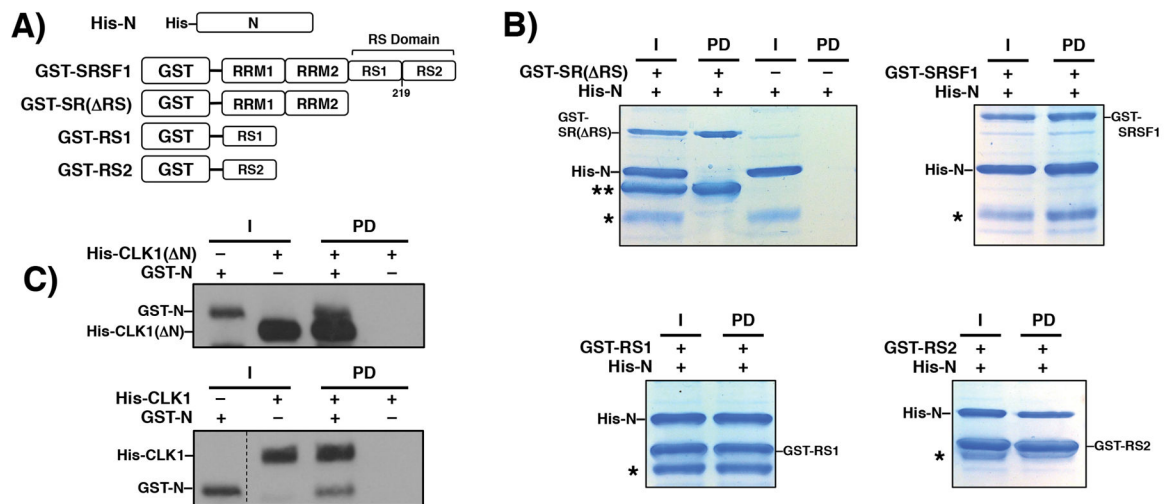 A)
His-N His- N
RS Domain
GST-SRSF1 GST RRM1 RRM2 RS1 RS2
219
GST-SR(ΔRS) GST RRM1 RRM2
GST-RS1 GST RS1
GST-RS2 GST RS2
B)
I PD I PD
GST-SR(ΔRS) + + − −
His-N + + + +
GST-
SR(ΔRS)
His-N
**
*
I PD
GST-SRSF1 + +
His-N + +
GST-
SRSF1
His-N
*
I PD
GST-RS1 + +
His-N + +
His-N
GST-RS1
*
I PD
GST-RS2 + +
His-N + +
His-N
GST-RS2
*
C)
I PD
His-CLK1(ΔN) − + + +
GST-N + − + −
GST-N
His-CLK1(ΔN)
I PD
His-CLK1 − + + +
GST-N + − + −
His-CLK1
GST-N